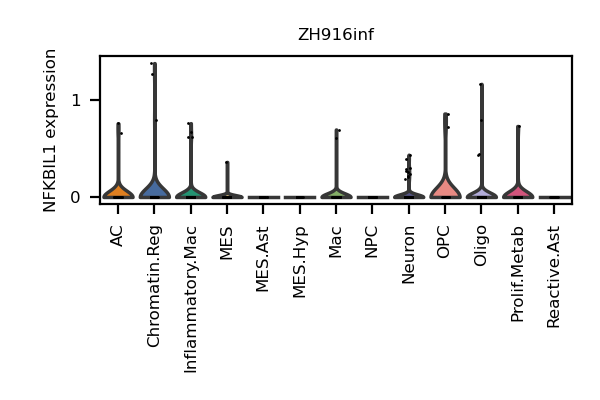 ZH916inf
NFKBIL1 expression
1
0
AC
Chromatin.Reg
Inflammatory.Mac
MES
MES.Ast
MES.Hyp
Mac
NPC
Neuron
OPC
Oligo
Prolif.Metab
Reactive.Ast